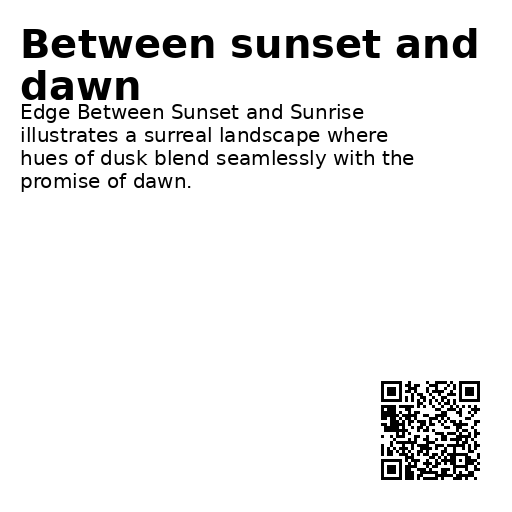 Between sunset and
dawn
Edge Between Sunset and Sunrise
illustrates a surreal landscape where
hues of dusk blend seamlessly with the
promise of dawn.